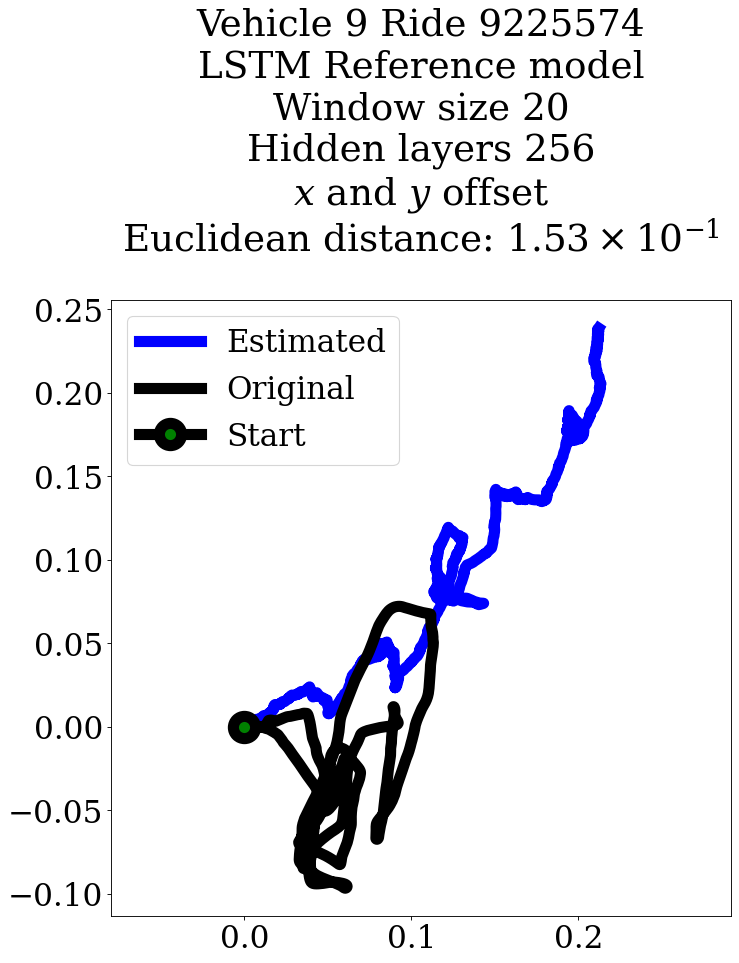 Vehicle 9 Ride 9225574
LSTM Reference model
Window size 20
Hidden layers 256
x and y offset
Euclidean distance: 1.53 × 10⁻¹
Estimated
Original
Start
0.25
0.20
0.15
0.10
0.05
0.00
−0.05
−0.10
0.0 0.1 0.2